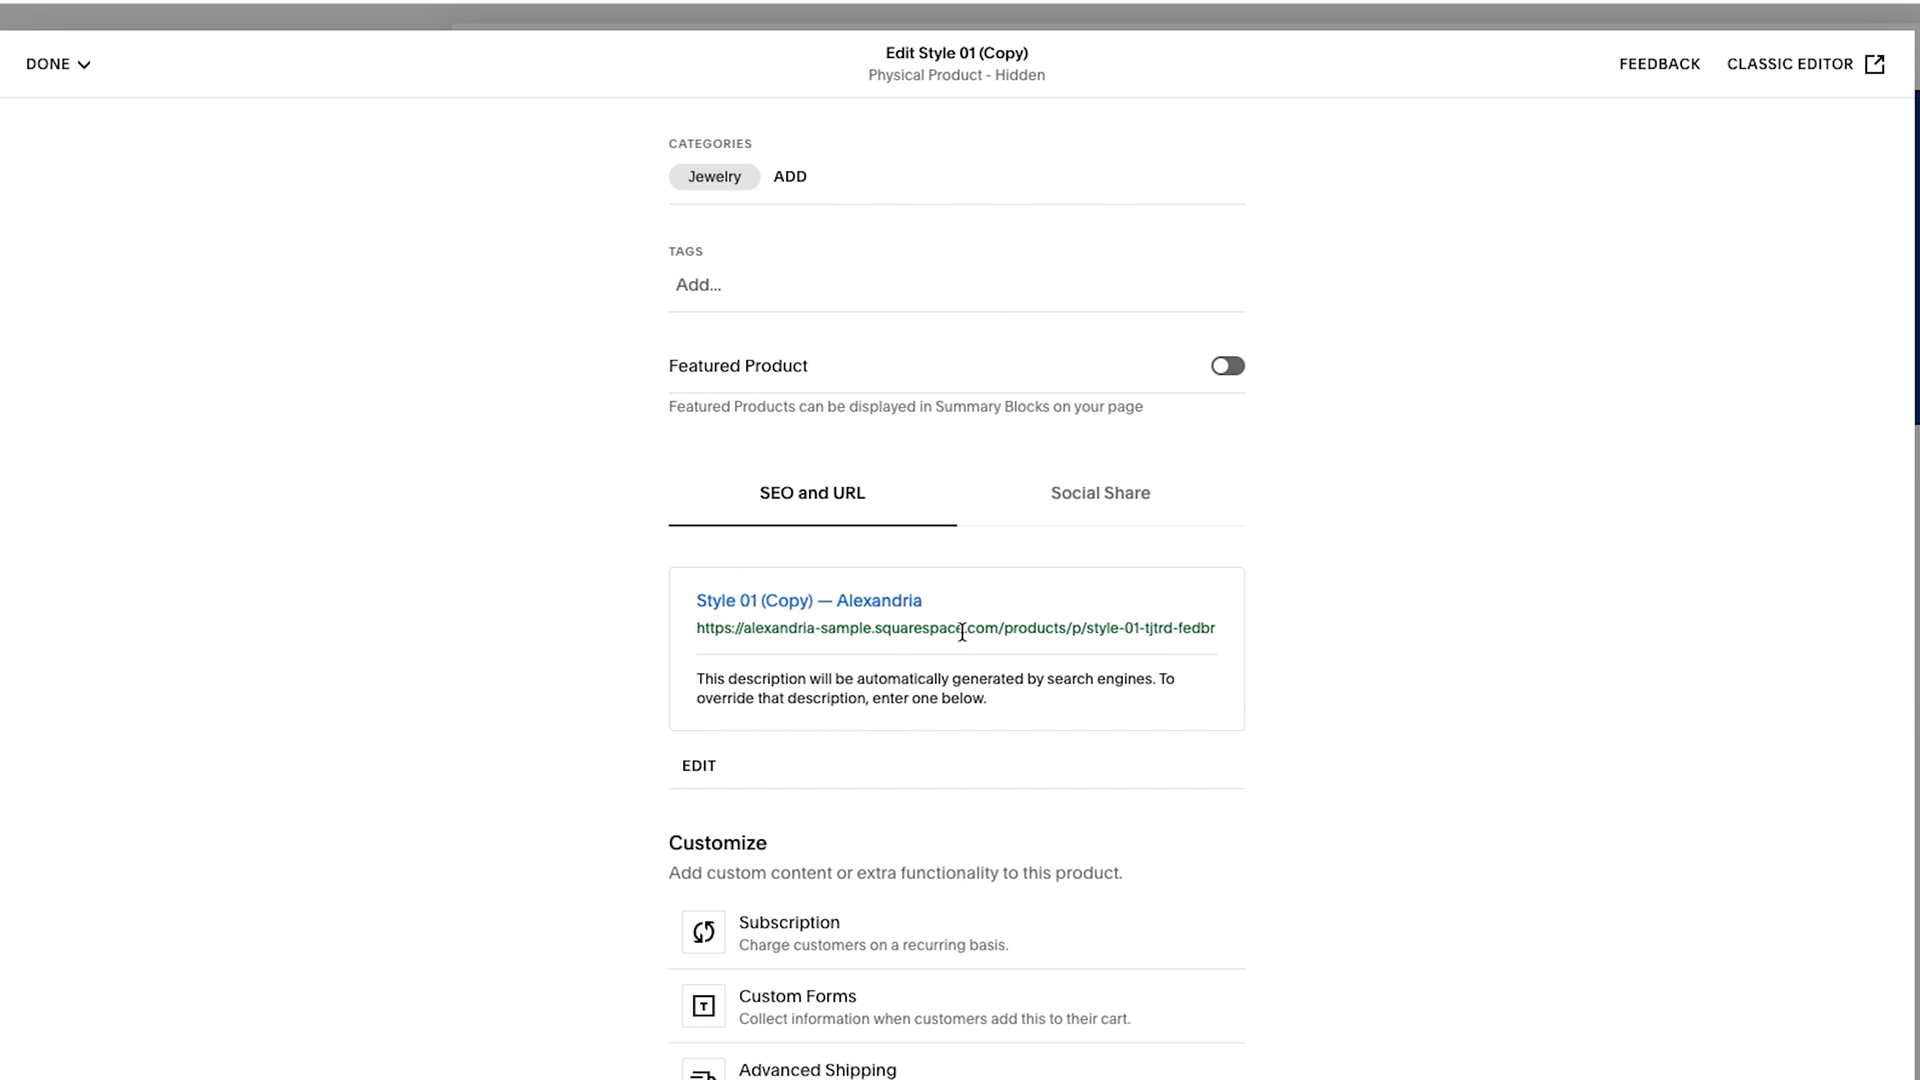 DONE
Edit Style 01 (Copy)
Physical Product - Hidden
FEEDBACK
CLASSIC EDITOR
CATEGORIES
Jewelry
ADD
TAGS
Add...
Featured Product
Featured Products can be displayed in Summary Blocks on your page
SEO and URL
Social Share
Style 01 (Copy) — Alexandria
https://alexandria-sample.squarespace.com/products/p/style-01-tjtrd-fedbr
This description will be automatically generated by search engines. To
override that description, enter one below.
EDIT
Customize
Add custom content or extra functionality to this product.
Subscription
Charge customers on a recurring basis.
T
Custom Forms
Collect information when customers add this to their cart.
Advanced Shipping